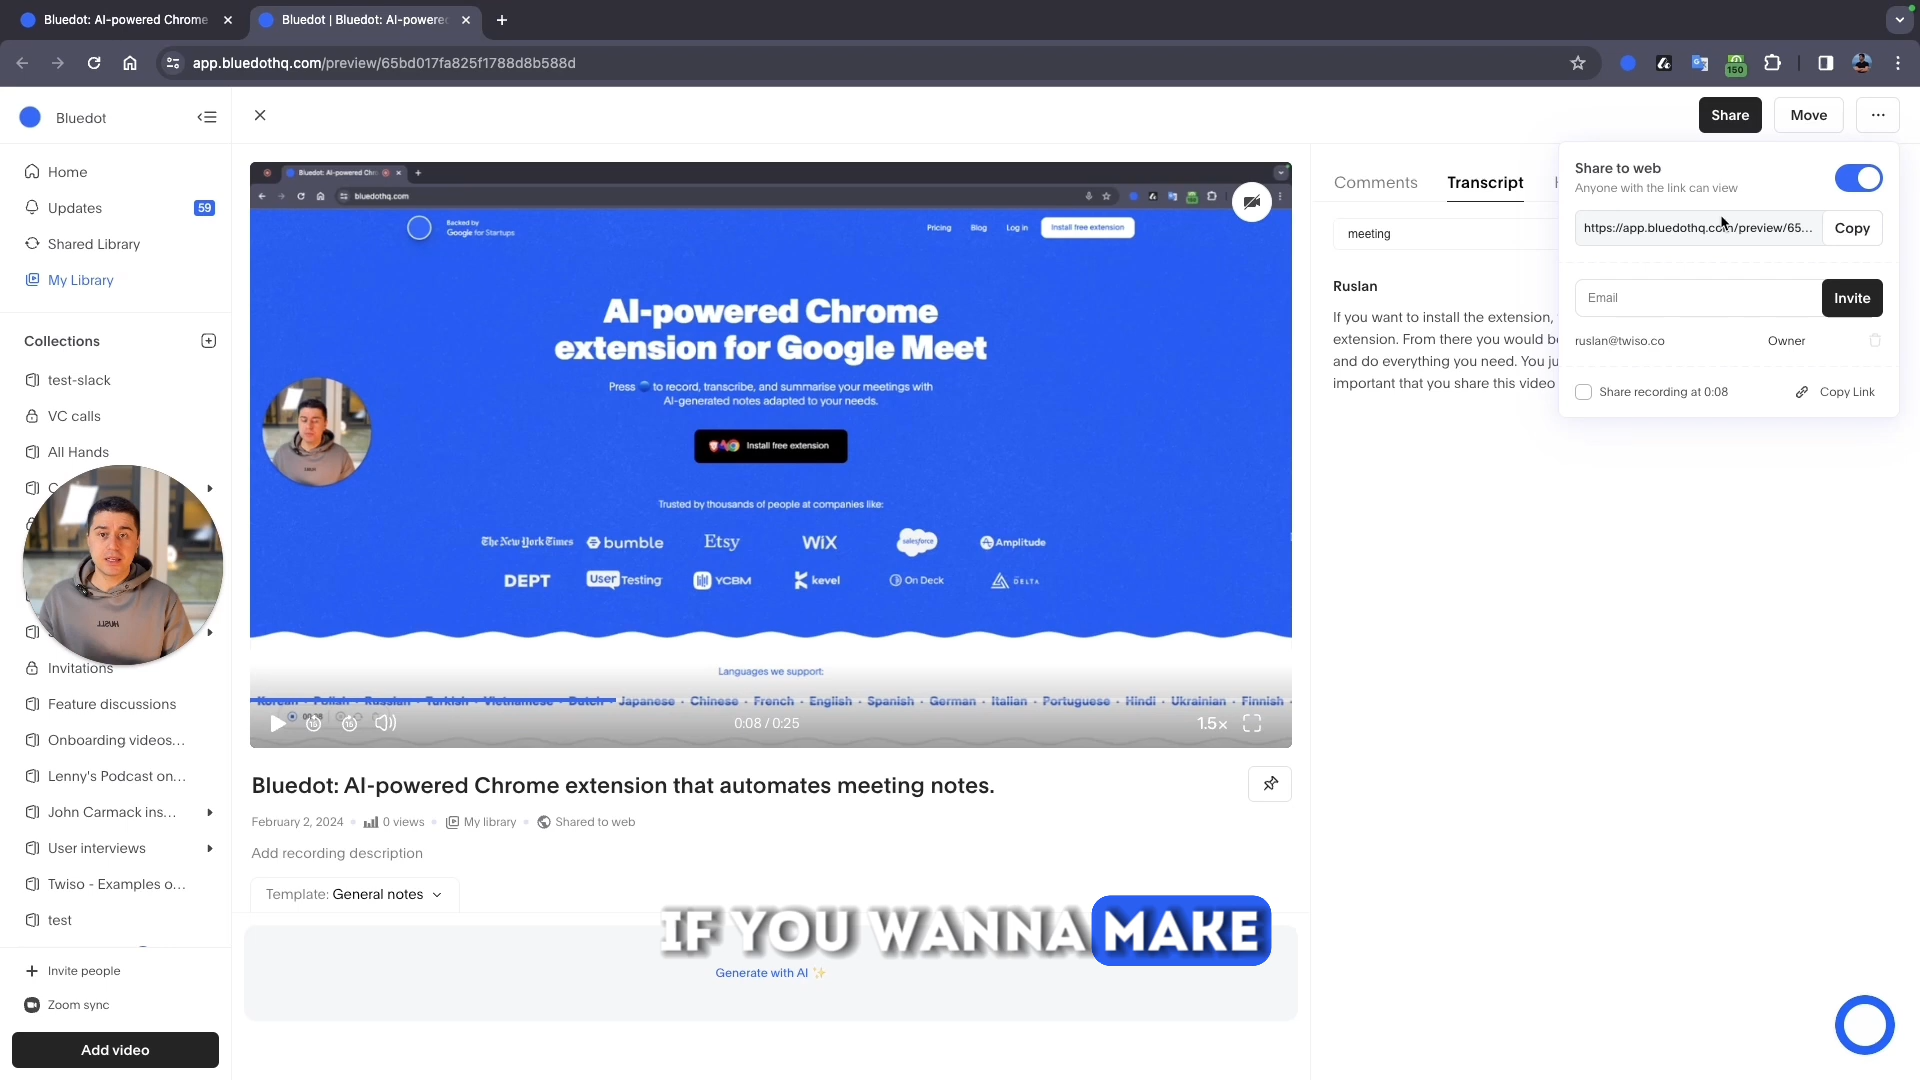 Bluedot: AI-powered Chrome
Bluedot | Bluedot: AI-powered
app.bluedothq.com/preview/65bd017fa825f1788d8b588d
150
Bluedot
Home
Updates
59
Shared Library
My Library
Collections
test-slack
VC calls
All Hands
Invitations
Feature discussions
Onboarding videos...
Lenny's Podcast on...
John Carmack ins...
User interviews
Twiso - Examples o...
test
Invite people
Zoom sync
Add video
Bluedot: AI-powered Chro
bluedothq.com
Backed by
Google for Startups
Pricing
Blog
Log in
Install free extension
AI-powered Chrome
extension for Google Meet
Press to record, transcribe, and summarise your meetings with
AI-generated notes adapted to your needs.
Install free extension
Trusted by thousands of people at companies like:
The New York Times
bumble
Etsy
WiX
salesforce
Amplitude
DEPT
UserTesting
YCBM
kevel
On Deck
DELTA
Languages we support:
Korean · Polish · Russian · Turkish · Vietnamese · Dutch · Japanese · Chinese · French · English · Spanish · German · Italian · Portuguese · Hindi · Ukrainian · Finnish ·
15
15
0:08 / 0:25
1.5×
Bluedot: AI-powered Chrome extension that automates meeting notes.
February 2, 2024
0 views
My library
Shared to web
Add recording description
Template: General notes
IF YOU WANNA MAKE
Generate with AI ✨
Share
Move
...
Comments
Transcript
meeting
Ruslan
If you want to install the extension,
extension. From there you would be
and do everything you need. You ju
important that you share this video
Share to web
Anyone with the link can view
https://app.bluedothq.com/preview/65...
Copy
Email
Invite
ruslan@twiso.co
Owner
Share recording at 0:08
Copy Link